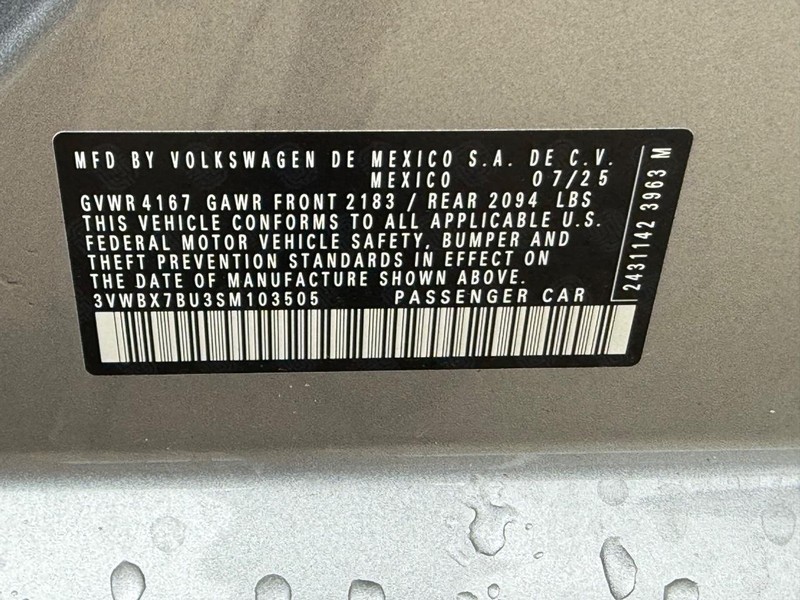 MFD BY VOLKSWAGEN DE MEXICO S.A. DE C.V.
MEXICO 07/25
GVWR 4167 GAWR FRONT 2183 / REAR 2094 LBS
THIS VEHICLE CONFORMS TO ALL APPLICABLE U.S.
FEDERAL MOTOR VEHICLE SAFETY, BUMPER AND
THEFT PREVENTION STANDARDS IN EFFECT ON
THE DATE OF MANUFACTURE SHOWN ABOVE.
3VWBX7BU3SM103505 PASSENGER CAR
2431142 3963 M